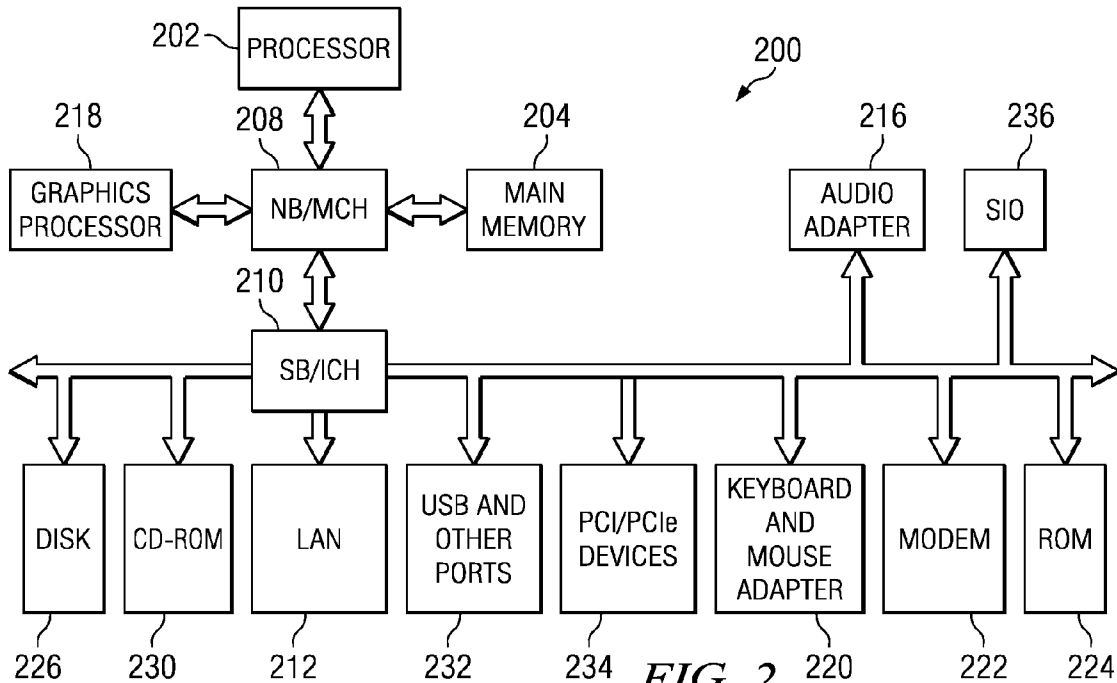 202
PROCESSOR
200
218
208
204
216
236
GRAPHICS
PROCESSOR
NB/MCH
MAIN
MEMORY
AUDIO
ADAPTER
SIO
210
SB/ICH
DISK
CD-ROM
LAN
USB AND
OTHER
PORTS
PCI/PCIe
DEVICES
KEYBOARD
AND
MOUSE
ADAPTER
MODEM
ROM
226
230
212
232
234
FIG. 2
220
222
224